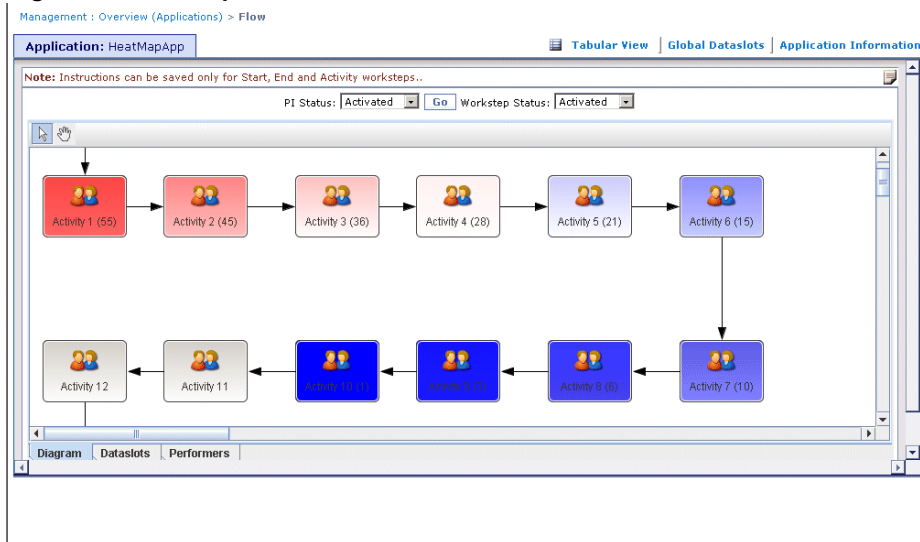 Management : Overview (Applications) > Flow
Application: HeatMapApp
Tabular View
Global Dataslots
Application Information
Note: Instructions can be saved only for Start, End and Activity worksteps..
PI Status: Activated Go Workstep Status: Activated
Activity 1 (55)
Activity 2 (45)
Activity 3 (36)
Activity 4 (28)
Activity 5 (21)
Activity 6 (15)
Activity 12
Activity 11
Activity 10 (1)
Activity 8 (6)
Activity 7 (10)
Diagram Dataslots Performers